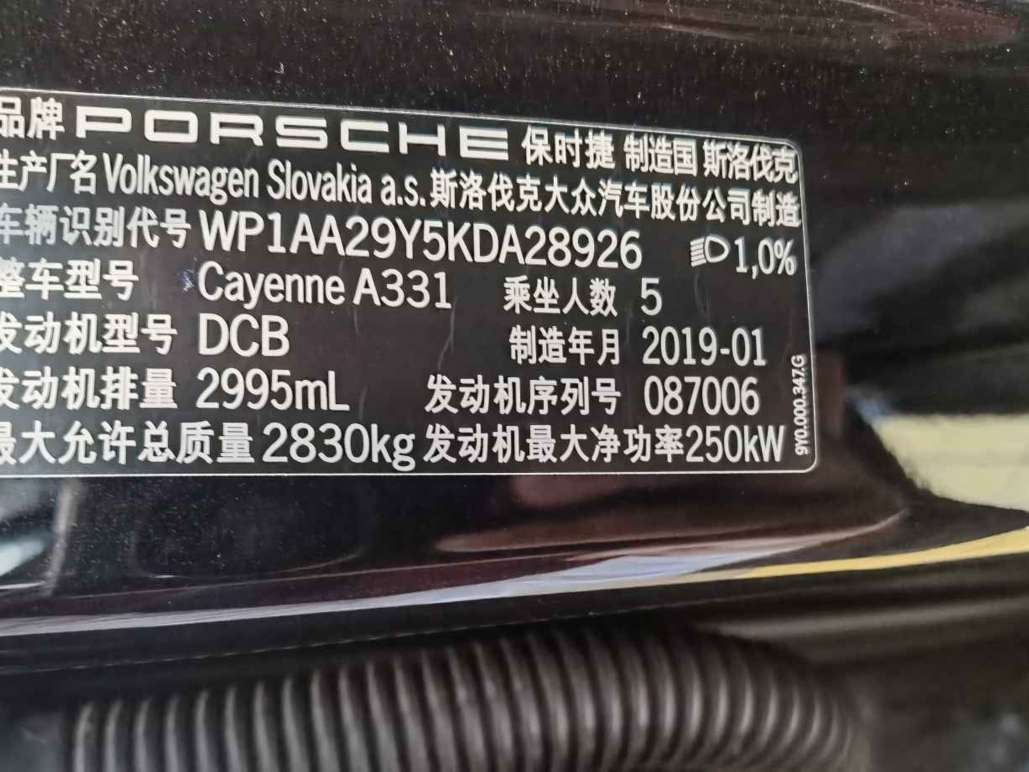 品牌 PORSCHE 保时捷 制造国 斯洛伐克
生产厂名 Volkswagen Slovakia a.s. 斯洛伐克大众汽车股份公司制造
车辆识别代号 WP1AA29Y5KDA28926 1,0%
整车型号 Cayenne A331 乘坐人数 5
发动机型号 DCB 制造年月 2019-01
发动机排量 2995mL 发动机序列号 087006
最大允许总质量 2830kg 发动机最大净功率 250kW
9Y0.000.347.G